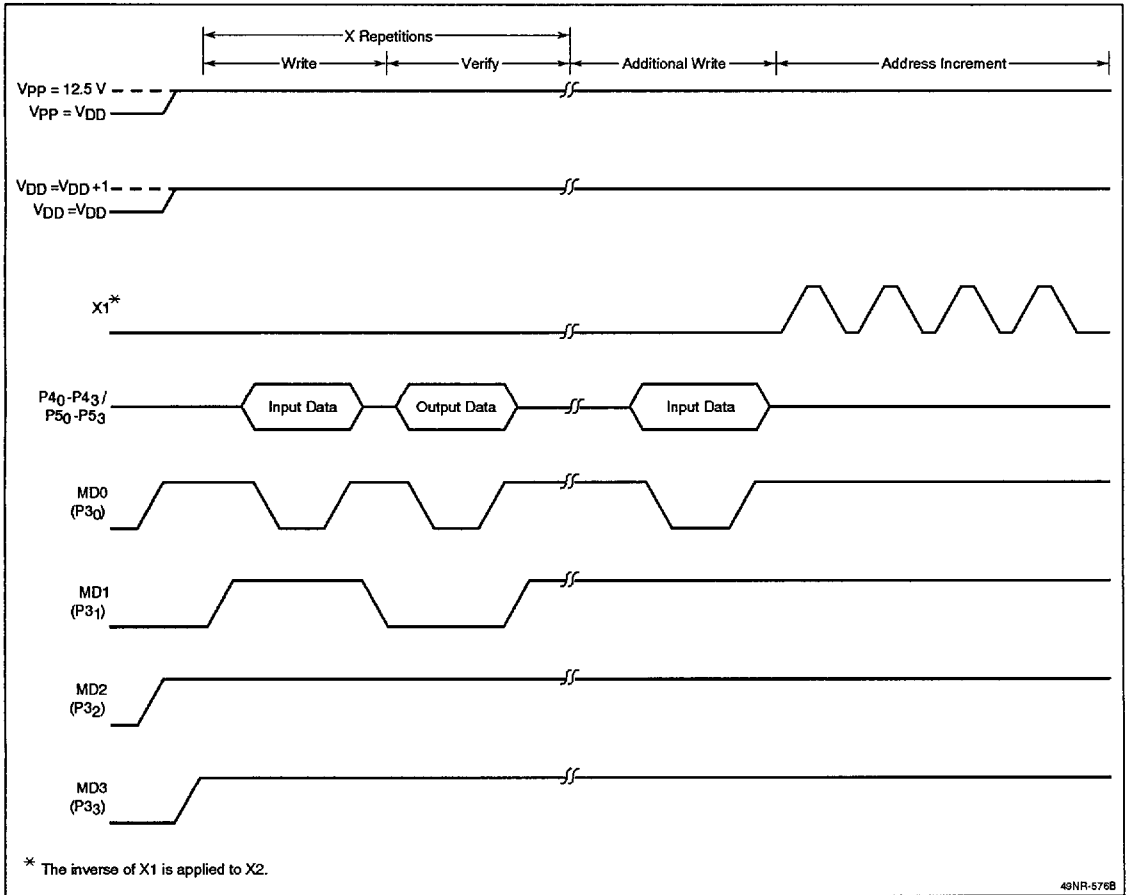 X Repetitions
Write
Verify
Additional Write
Address Increment
VPP = 12.5 V
VPP = VDD
VDD =VDD +1
VDD =VDD
X1*
P40-P43 /
P50-P53
Input Data
Output Data
Input Data
MD0
(P30)
MD1
(P31)
MD2
(P32)
MD3
(P33)
* The inverse of X1 is applied to X2.
49NR-576B